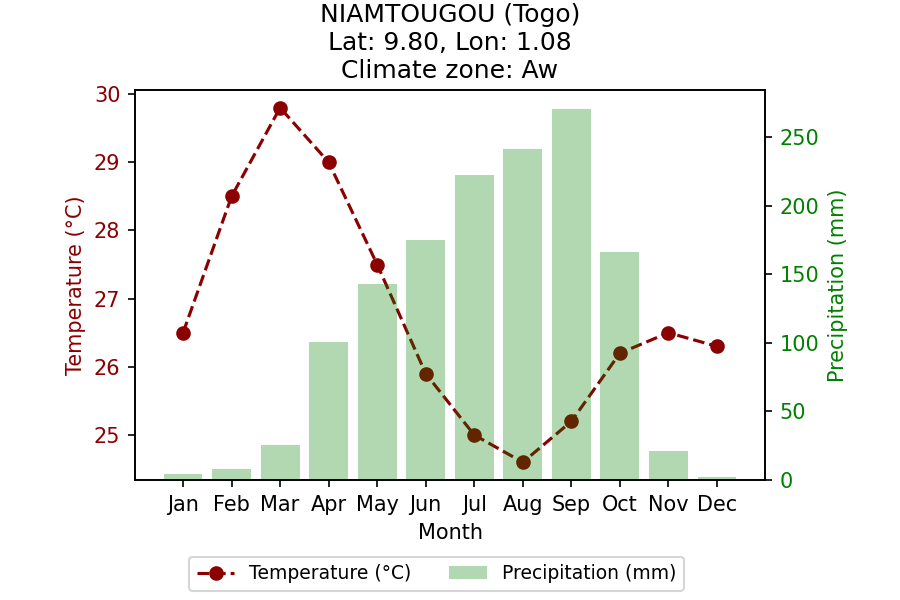 NIAMTOUGOU (Togo)
Lat: 9.80, Lon: 1.08
Climate zone: Aw
30
29
28
27
26
25
Temperature (°C)
250
200
150
100
50
0
Precipitation (mm)
Jan Feb Mar Apr May Jun Jul Aug Sep Oct Nov Dec
Month
Temperature (°C) Precipitation (mm)